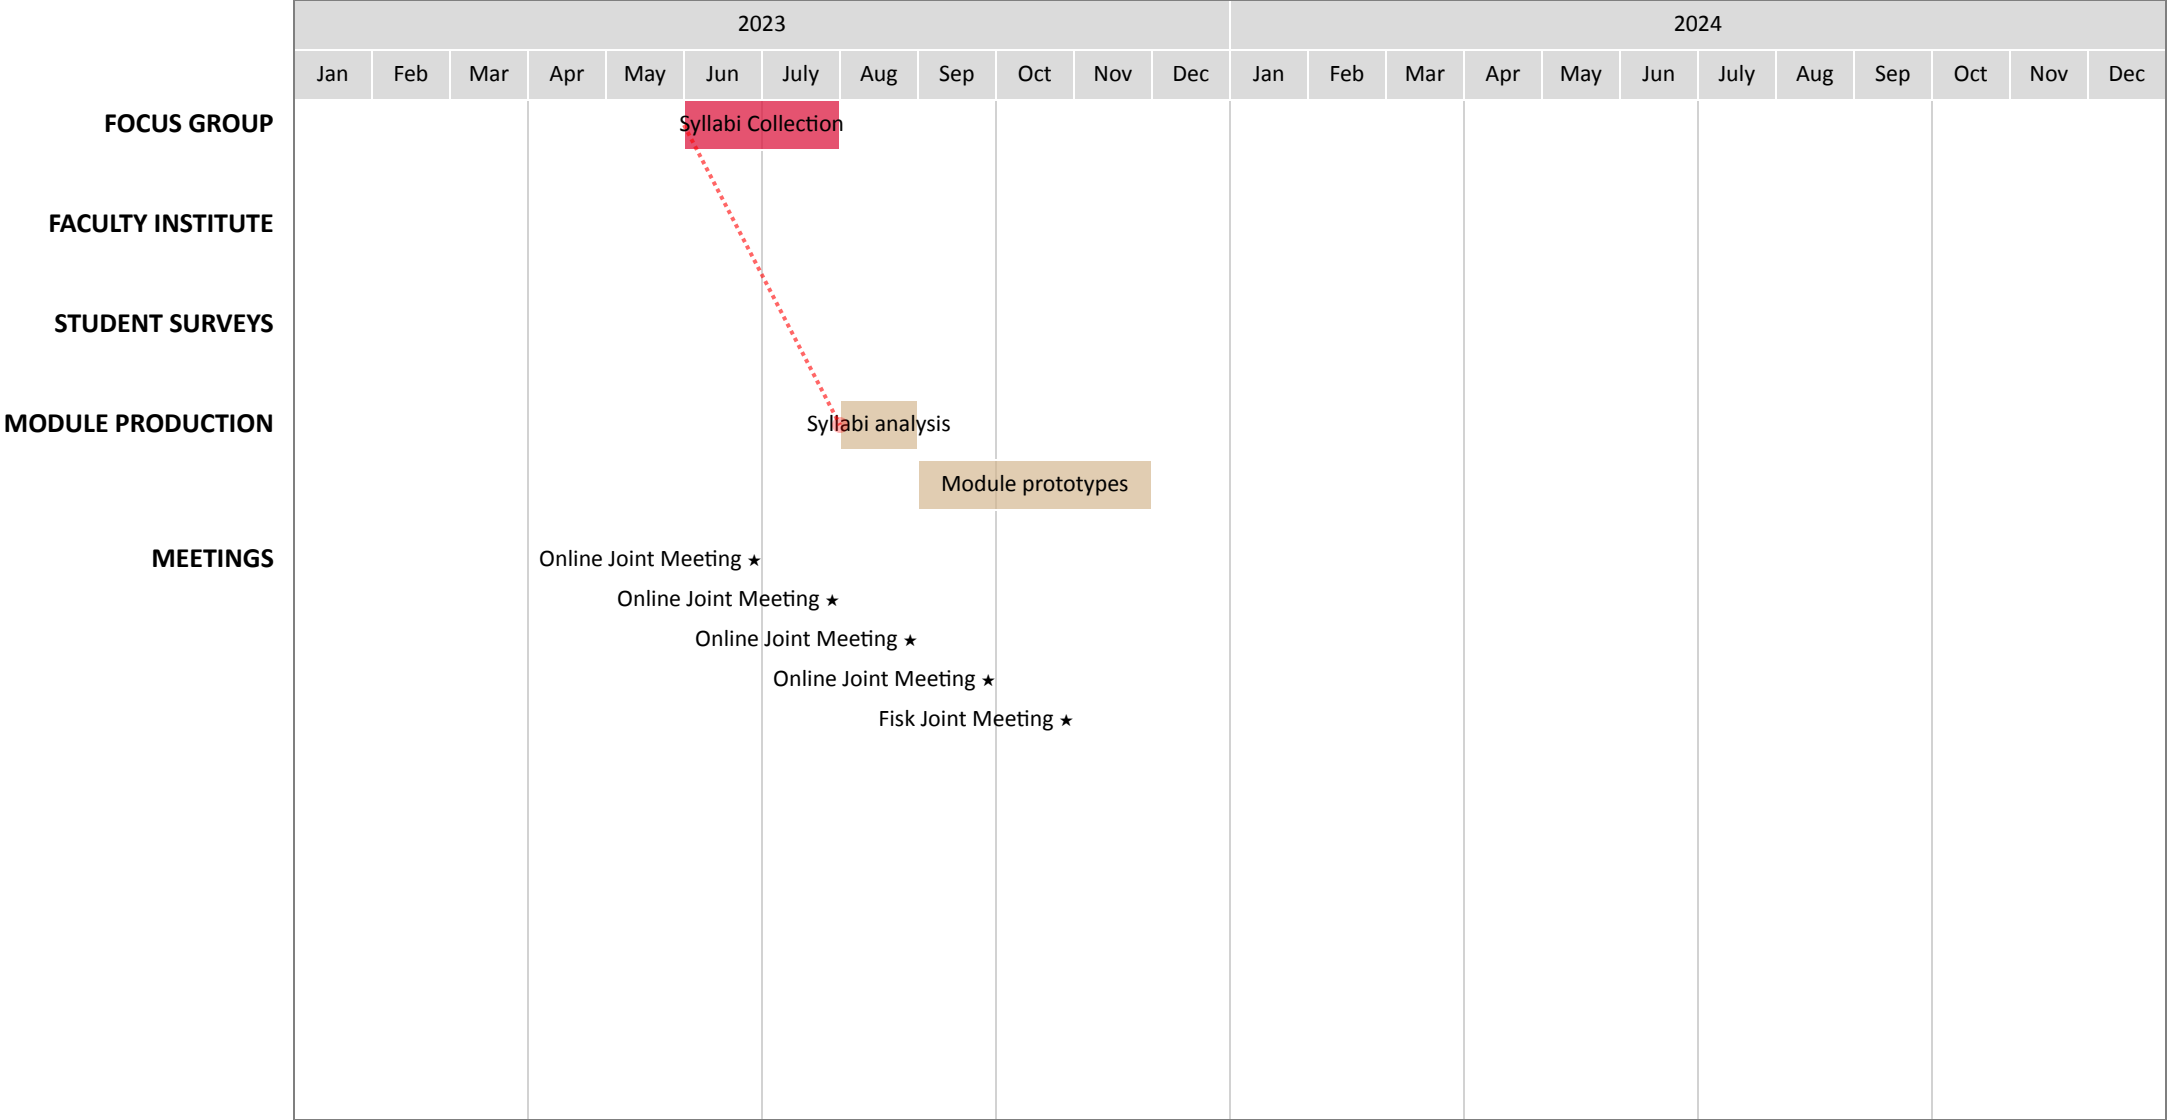 2023 2024
Jan Feb Mar Apr May Jun July Aug Sep Oct Nov Dec Jan Feb Mar Apr May Jun July Aug Sep Oct Nov Dec
FOCUS GROUP Syllabi Collection
FACULTY INSTITUTE
STUDENT SURVEYS
MODULE PRODUCTION Syllabi analysis
Module prototypes
MEETINGS Online Joint Meeting ★
Online Joint Meeting ★
Online Joint Meeting ★
Online Joint Meeting ★
Fisk Joint Meeting ★